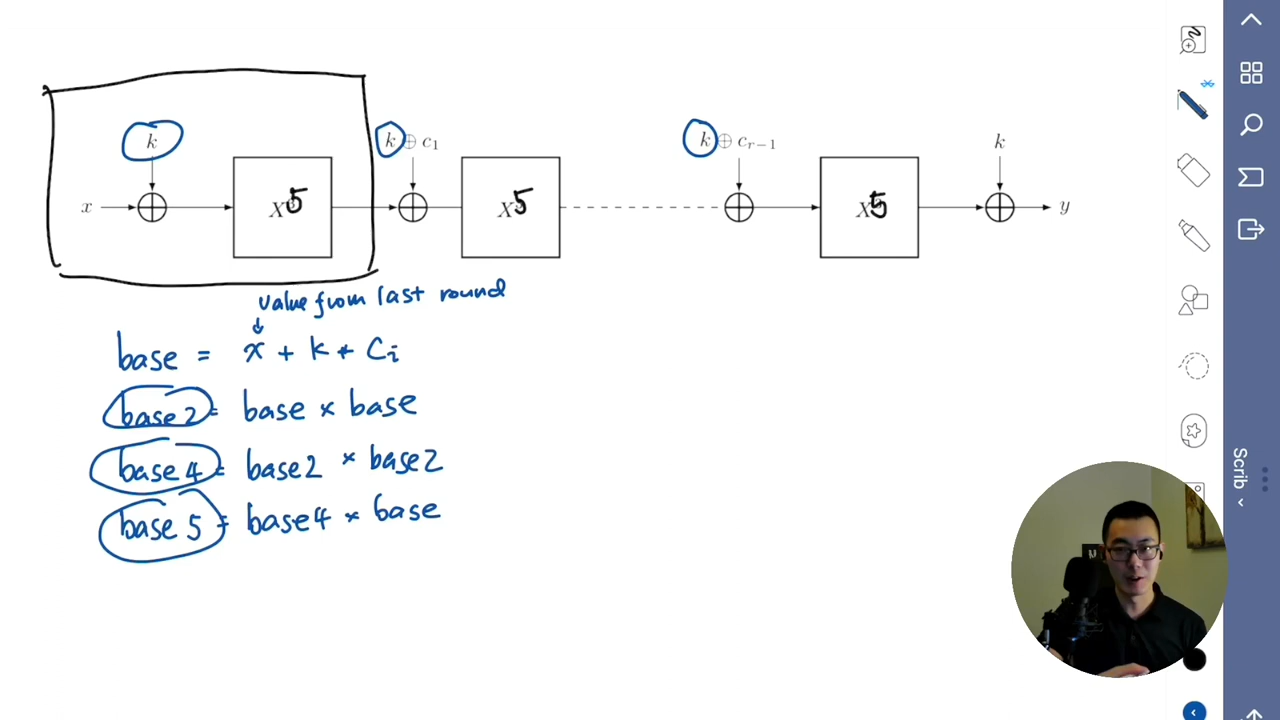 k
k ⊕ c₁
k ⊕ cᵣ₋₁
k
x
X5
X5
X5
y
value from last round
base = x + k + Ci
base2 = base × base
base4 = base2 × base2
base5 = base4 × base
Scrib